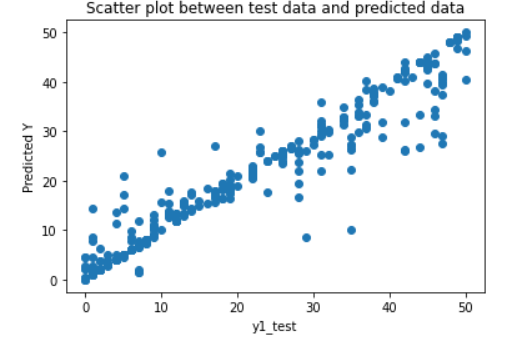 Scatter plot between test data and predicted data
50
40
30
20
10
0
Predicted Y
0 10 20 30 40 50
y1_test